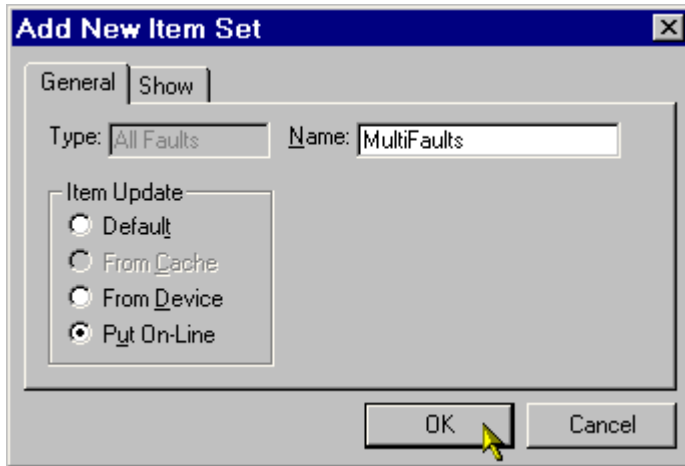 Add New Item Set
General Show
Type: All Faults Name: MultiFaults
Item Update
Default
From Cache
From Device
Put On-Line
OK Cancel